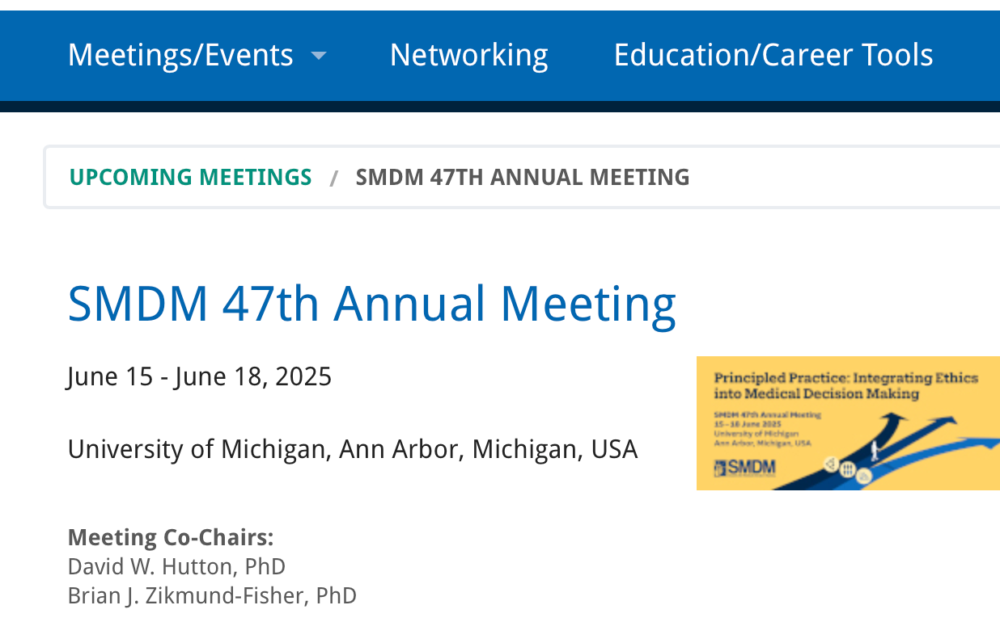 Meetings/Events Networking Education/Career Tools
UPCOMING MEETINGS / SMDM 47TH ANNUAL MEETING
SMDM 47th Annual Meeting
June 15 - June 18, 2025
University of Michigan, Ann Arbor, Michigan, USA
Principled Practice: Integrating Ethics
into Medical Decision Making
SMDM 47th Annual Meeting
15–18 June 2025
University of Michigan
Ann Arbor, Michigan, USA
SMDM
Meeting Co-Chairs:
David W. Hutton, PhD
Brian J. Zikmund-Fisher, PhD